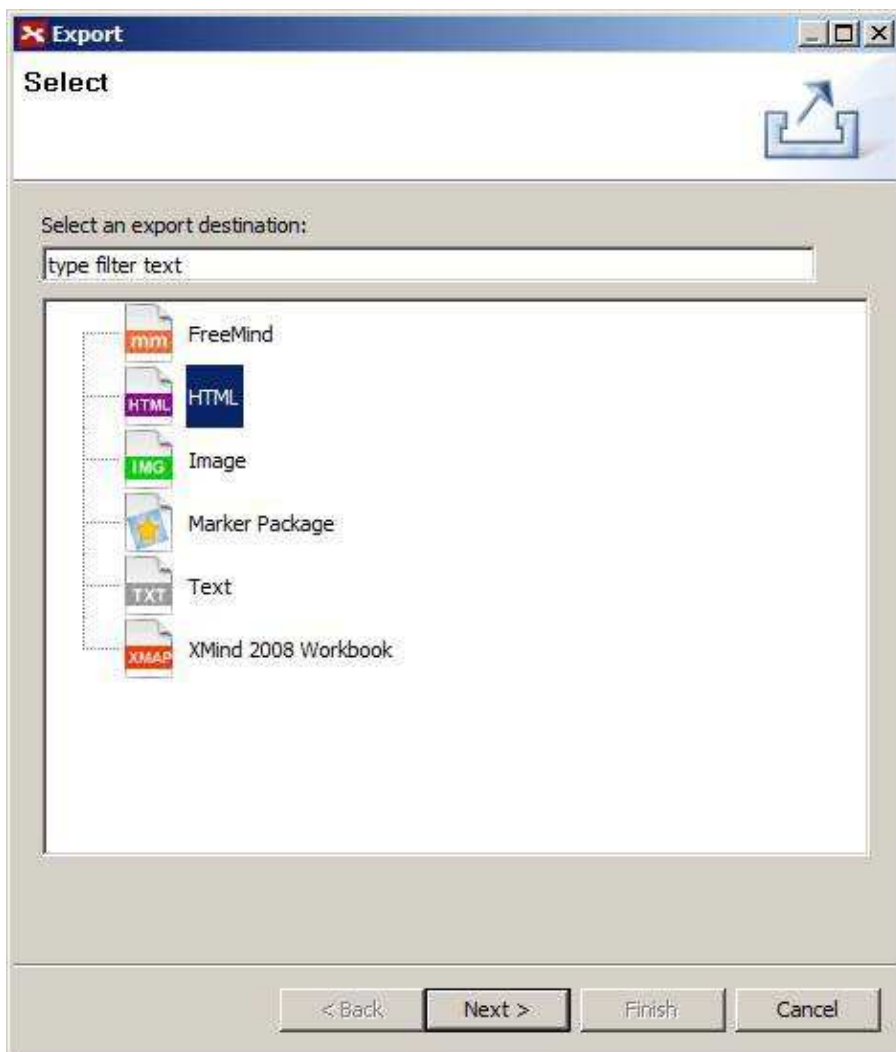 Export
Select
Select an export destination:
type filter text
mm FreeMind
HTML HTML
IMG Image
Marker Package
TXT Text
XMAP XMind 2008 Workbook
< Back Next > Finish Cancel